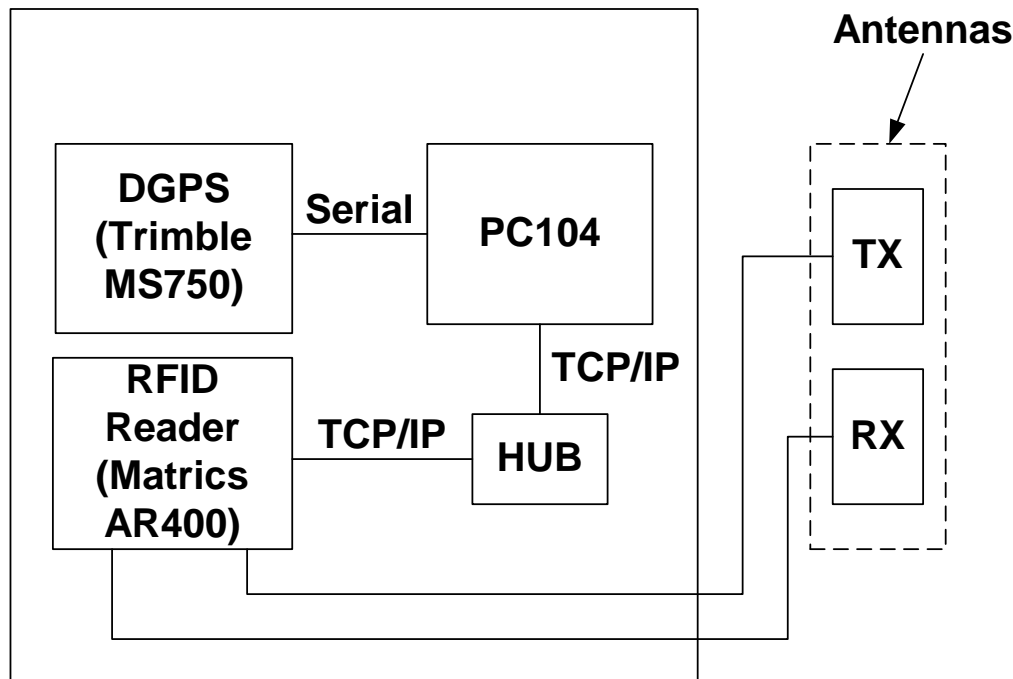 Antennas
DGPS
(Trimble
MS750)
Serial
PC104
TX
TCP/IP
RFID
Reader
(Matrics
AR400)
TCP/IP
HUB
RX